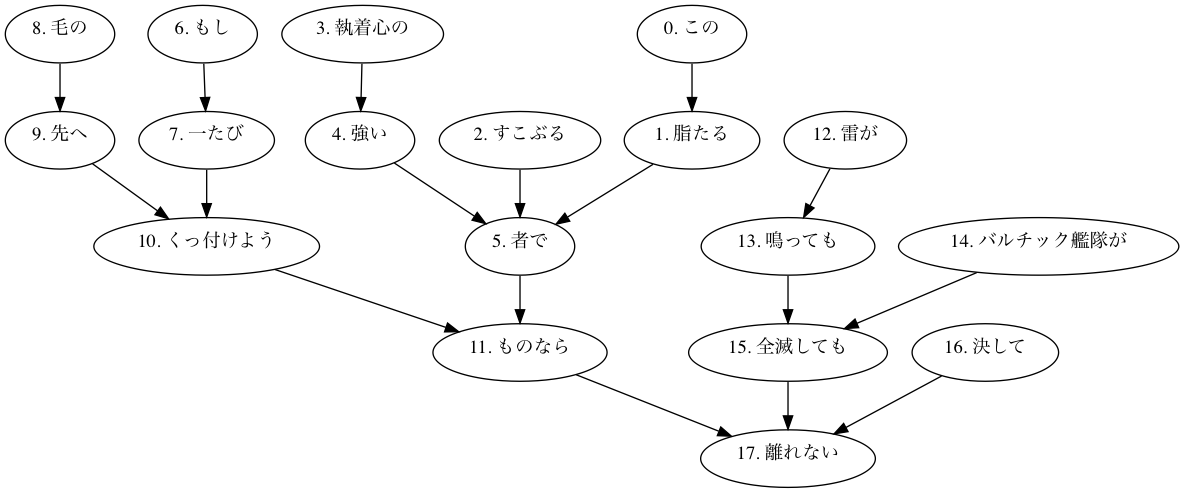 8. 毛の
6. もし
3. 執着心の
0. この
9. 先へ
7. 一たび
4. 強い
2. すこぶる
1. 脂たる
12. 雷が
10. くっ付けよう
5. 者で
13. 鳴っても
14. バルチック艦隊が
11. ものなら
15. 全滅しても
16. 決して
17. 離れない